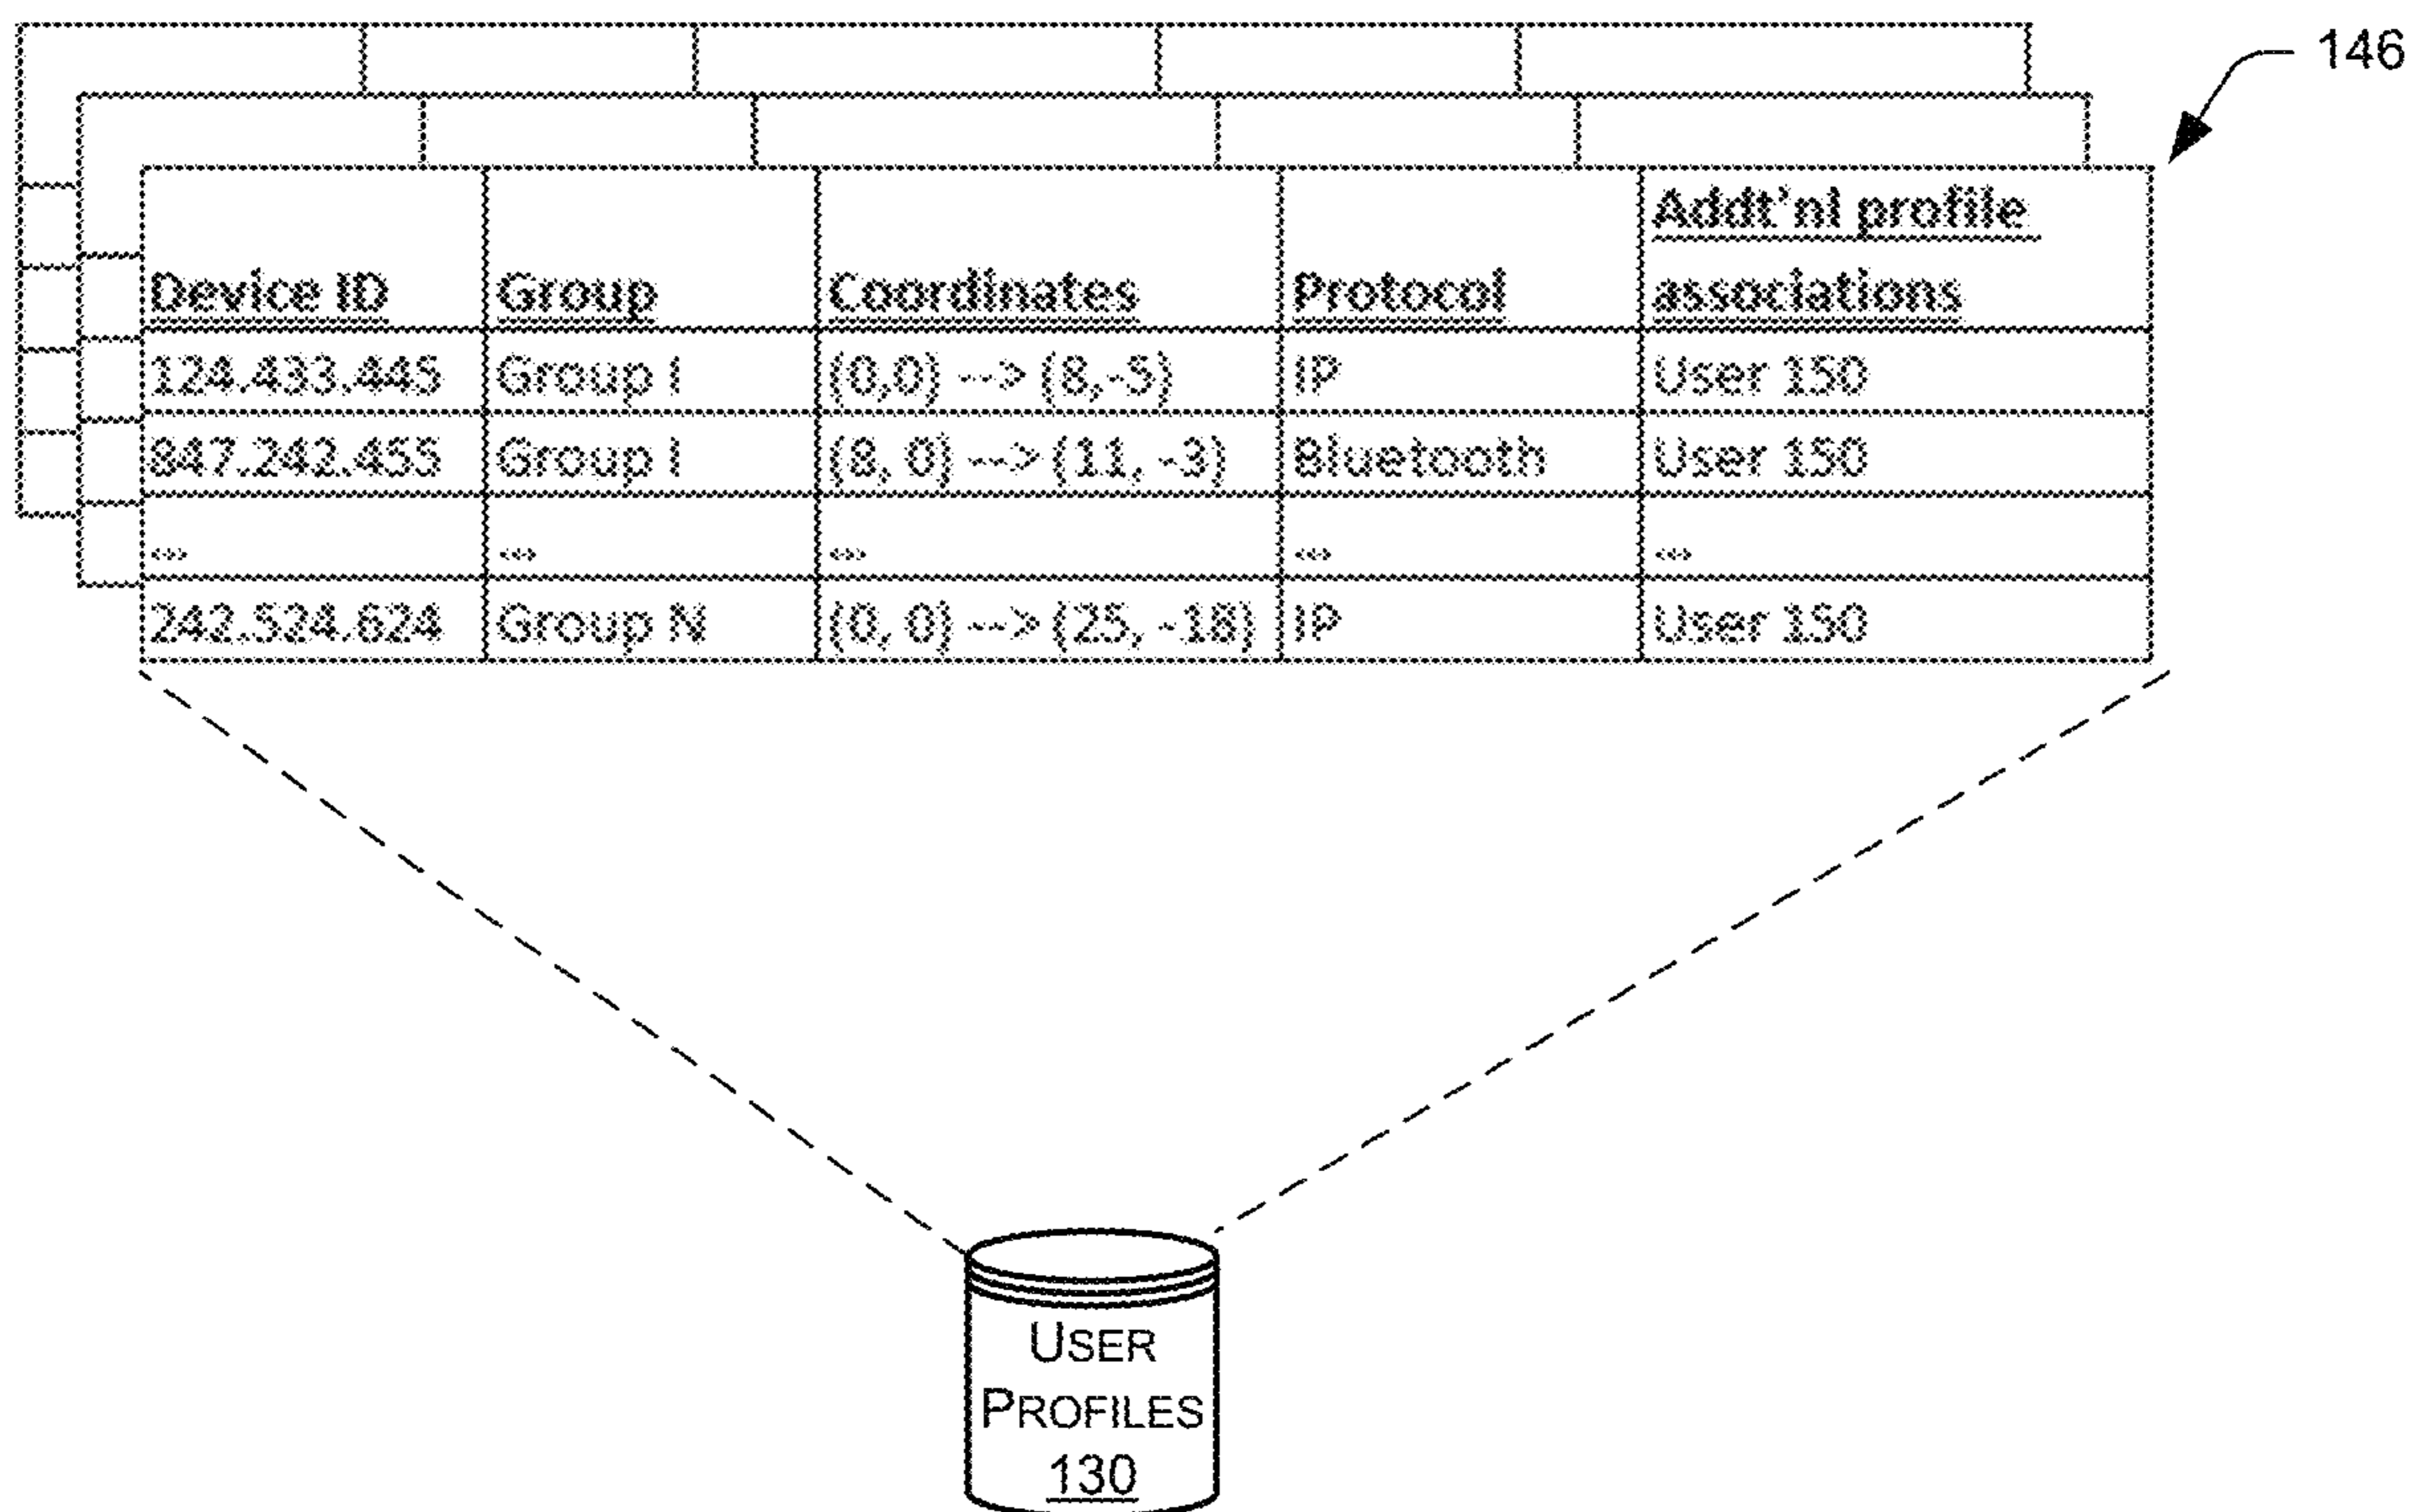 146
Addt'nl profile
Device ID Group Coordinates Protocol associations
124.433.445 Group I (0,0) --> (8,-5) IP User 150
847.242.455 Group I (8, 0) --> (11, -3) Bluetooth User 150
... ... ... ... ...
242.524.624 Group N (0, 0) --> (25, -18) IP User 150
USER
PROFILES
130